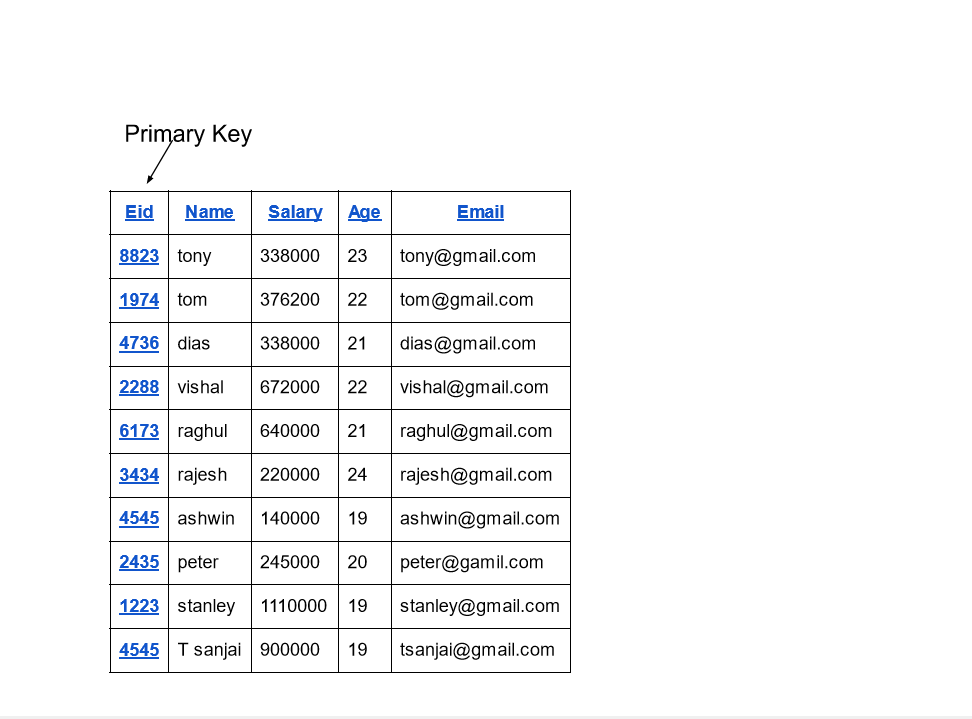 Primary Key
Eid Name Salary Age Email
8823 tony 338000 23 tony@gmail.com
1974 tom 376200 22 tom@gmail.com
4736 dias 338000 21 dias@gmail.com
2288 vishal 672000 22 vishal@gmail.com
6173 raghul 640000 21 raghul@gmail.com
3434 rajesh 220000 24 rajesh@gmail.com
4545 ashwin 140000 19 ashwin@gmail.com
2435 peter 245000 20 peter@gamil.com
1223 stanley 1110000 19 stanley@gmail.com
4545 T sanjai 900000 19 tsanjai@gmail.com